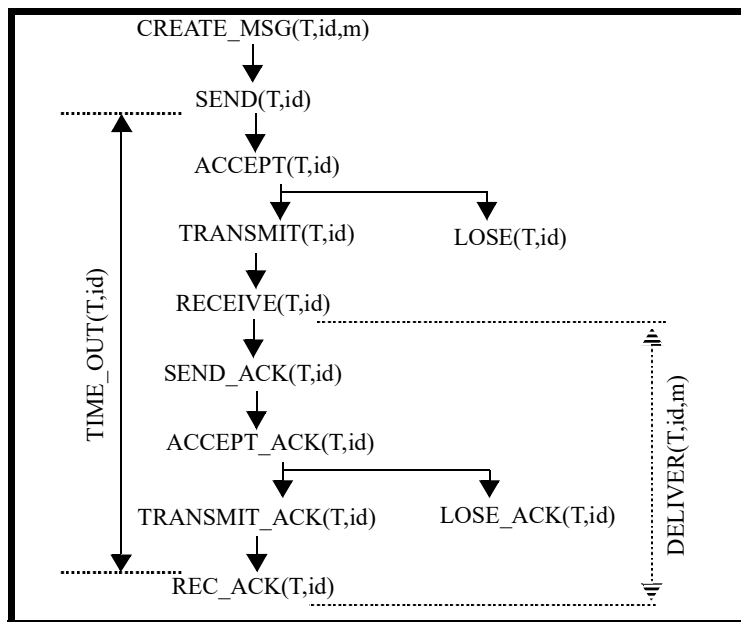 CREATE_MSG(T,id,m)
SEND(T,id)
ACCEPT(T,id)
TRANSMIT(T,id)
LOSE(T,id)
RECEIVE(T,id)
SEND_ACK(T,id)
ACCEPT_ACK(T,id)
TRANSMIT_ACK(T,id)
LOSE_ACK(T,id)
REC_ACK(T,id)
TIME_OUT(T,id)
DELIVER(T,id,m)